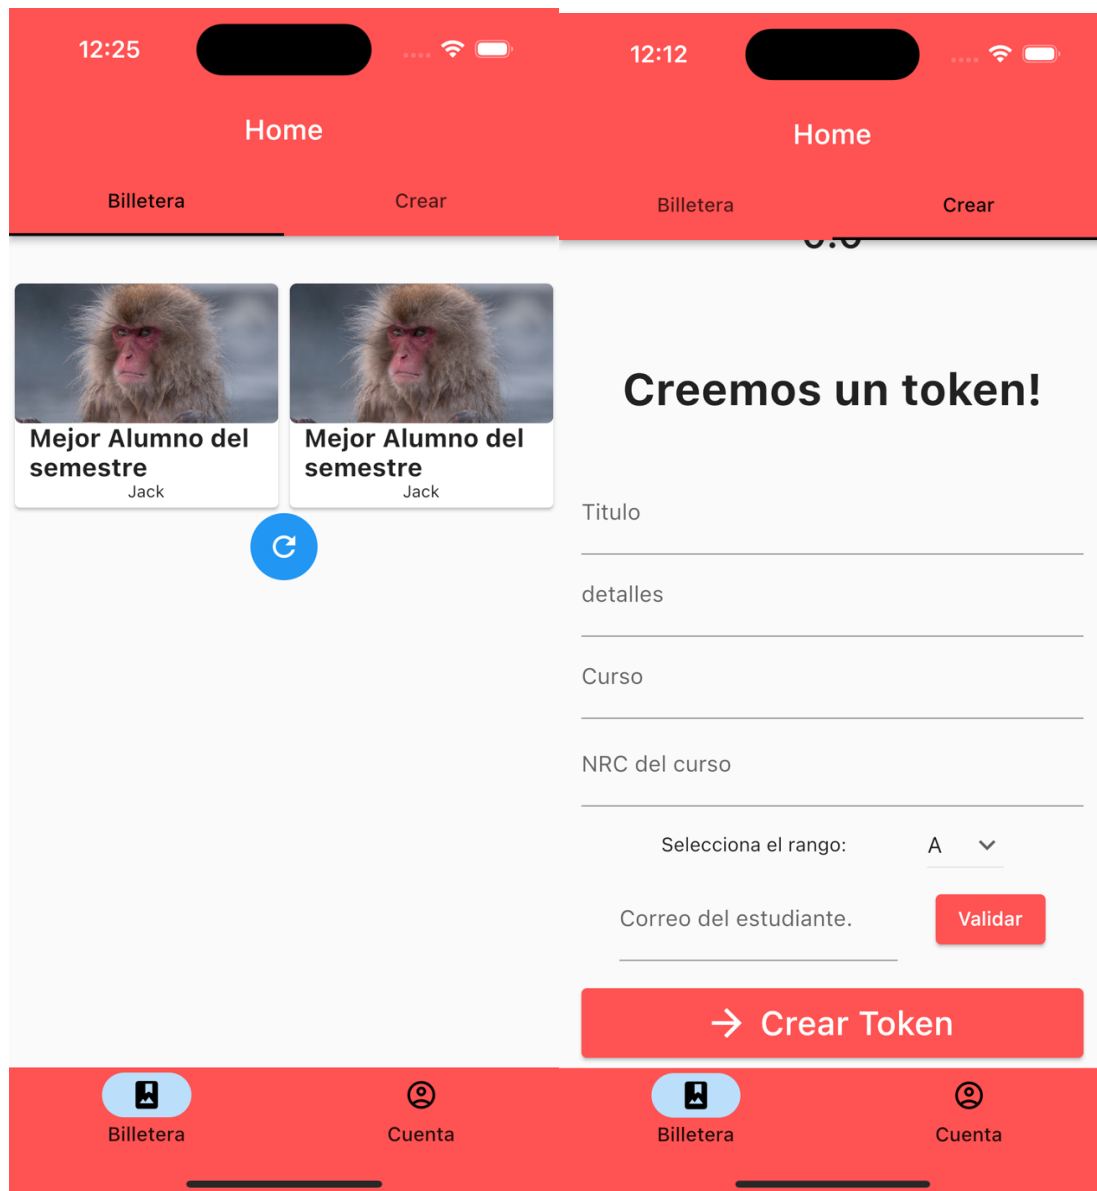 12:25
Home
Billetera
Crear
Mejor Alumno del
semestre
Jack
Mejor Alumno del
semestre
Jack
Billetera
Cuenta
12:12
Home
Billetera
Crear
Creemos un token!
Titulo
detalles
Curso
NRC del curso
Selecciona el rango:
A
Correo del estudiante.
Validar
→ Crear Token
Billetera
Cuenta